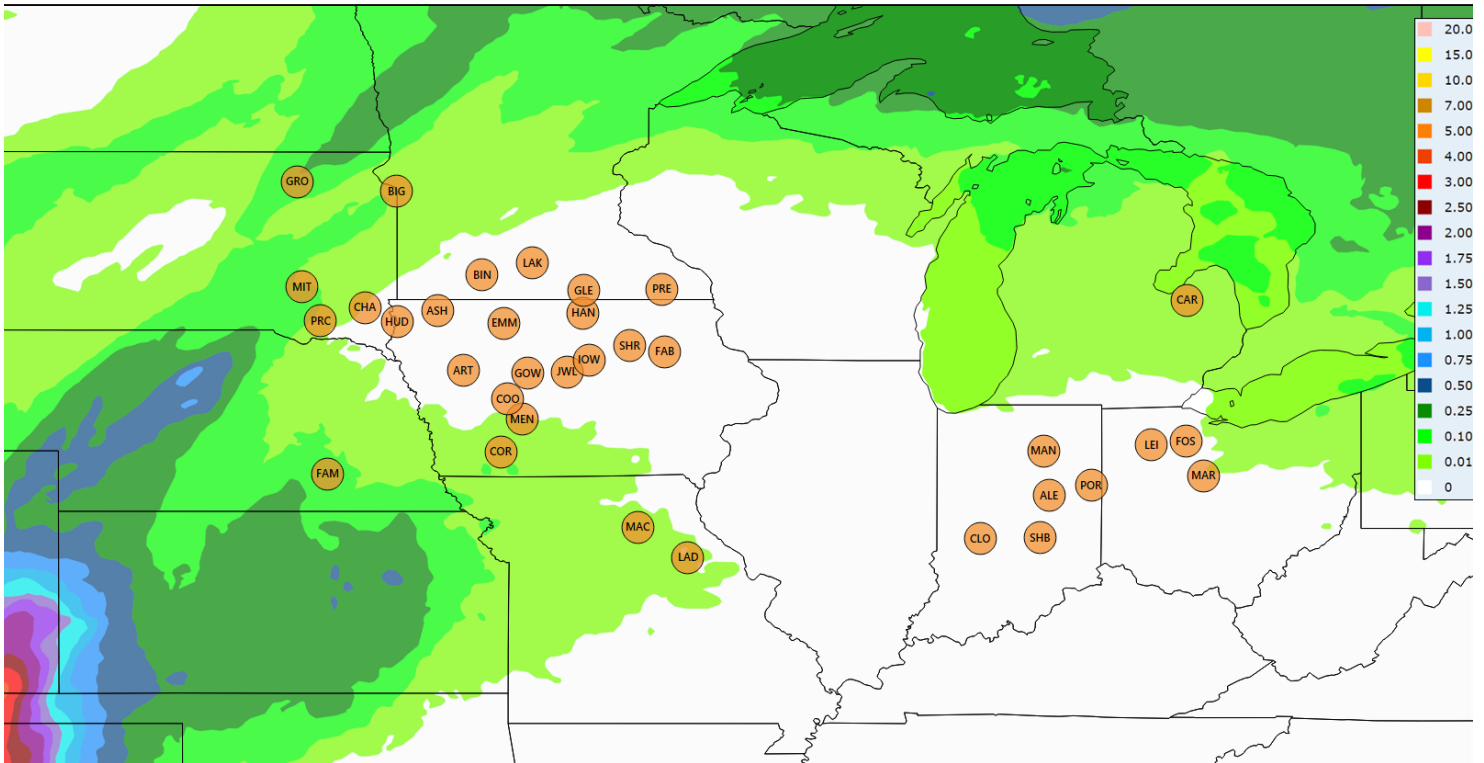 20.0
15.0
10.0
7.00
5.00
4.00
3.00
2.50
2.00
1.75
1.50
1.25
1.00
0.75
0.50
0.25
0.10
0.01
0
GRO
BIG
LAK
BIN
MIT
GLE
PRE
CAR
CHA
ASH
HAN
PRC
HUD
EMM
SHR
FAB
IOW
ART
GOW
JWL
COO
MEN
COR
MAN
LEI
FOS
FAM
MAR
POR
ALE
MAC
CLO
SHB
LAD